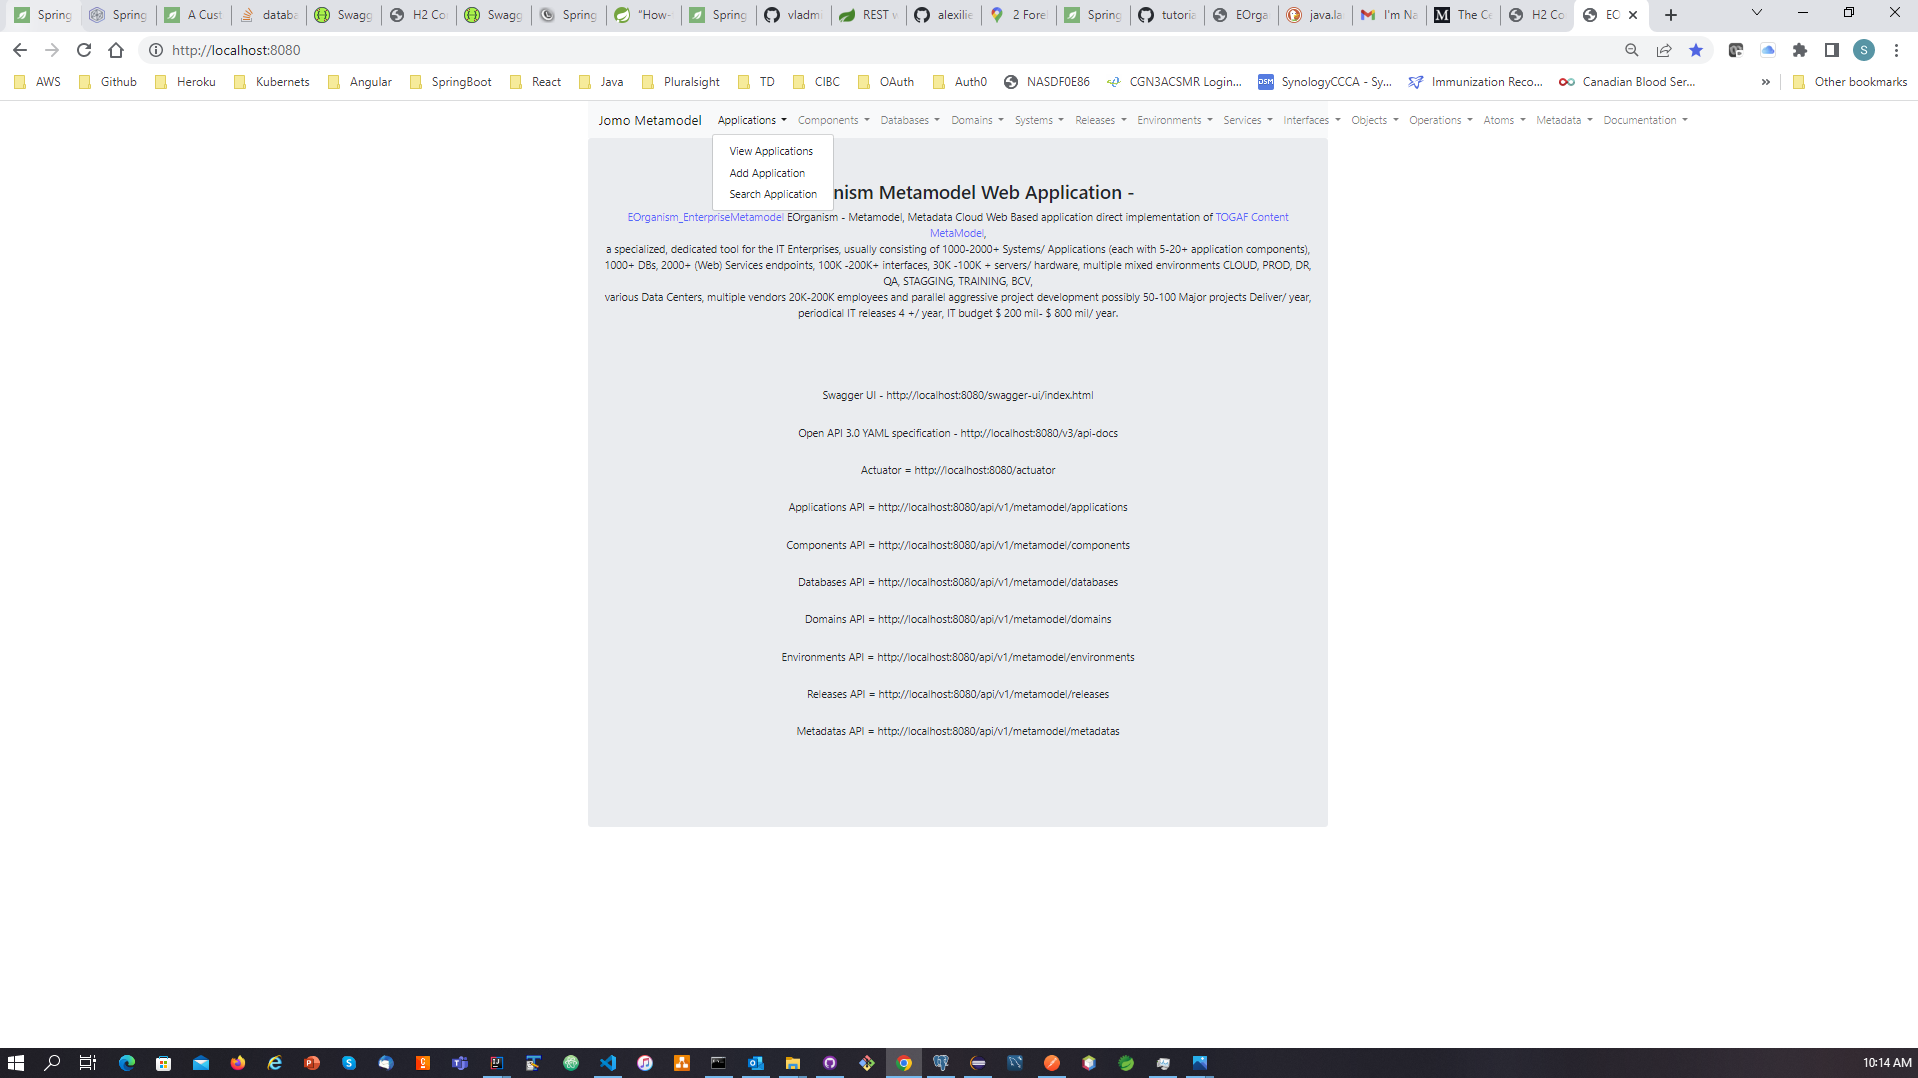 Spring
Spring
A Cust
databa
Swagg
H2 Co
Swagg
Spring
"How-
Spring
vladmi
REST w
alexilie
2 Forel
Spring
tutoria
EOrga
java.la
I'm Na
The Ce
H2 Co
EO
http://localhost:8080
S
AWS
Github
Heroku
Kubernets
Angular
SpringBoot
React
Java
Pluralsight
TD
CIBC
OAuth
Auth0
NASDF0E86
CGN3ACSMR Login...
DSM
SynologyCCCA - Sy...
Immunization Reco...
Canadian Blood Ser...
»
Other bookmarks
Jomo Metamodel
Applications
Components
Databases
Domains
Systems
Releases
Environments
Services
Interfaces
Objects
Operations
Atoms
Metadata
Documentation
View Applications
Add Application
Search Application
nism Metamodel Web Application -
EOrganism_EnterpriseMetamodel EOrganism - Metamodel, Metadata Cloud Web Based application direct implementation of TOGAF Content
MetaModel,
a specialized, dedicated tool for the IT Enterprises, usually consisting of 1000-2000+ Systems/ Applications (each with 5-20+ application components),
1000+ DBs, 2000+ (Web) Services endpoints, 100K -200K+ interfaces, 30K -100K + servers/ hardware, multiple mixed environments CLOUD, PROD, DR,
QA, STAGGING, TRAINING, BCV,
various Data Centers, multiple vendors 20K-200K employees and parallel aggressive project development possibly 50-100 Major projects Deliver/ year,
periodical IT releases 4 +/ year, IT budget $ 200 mil- $ 800 mil/ year.
Swagger UI - http://localhost:8080/swagger-ui/index.html
Open API 3.0 YAML specification - http://localhost:8080/v3/api-docs
Actuator = http://localhost:8080/actuator
Applications API = http://localhost:8080/api/v1/metamodel/applications
Components API = http://localhost:8080/api/v1/metamodel/components
Databases API = http://localhost:8080/api/v1/metamodel/databases
Domains API = http://localhost:8080/api/v1/metamodel/domains
Environments API = http://localhost:8080/api/v1/metamodel/environments
Releases API = http://localhost:8080/api/v1/metamodel/releases
Metadatas API = http://localhost:8080/api/v1/metamodel/metadatas
10:14 AM